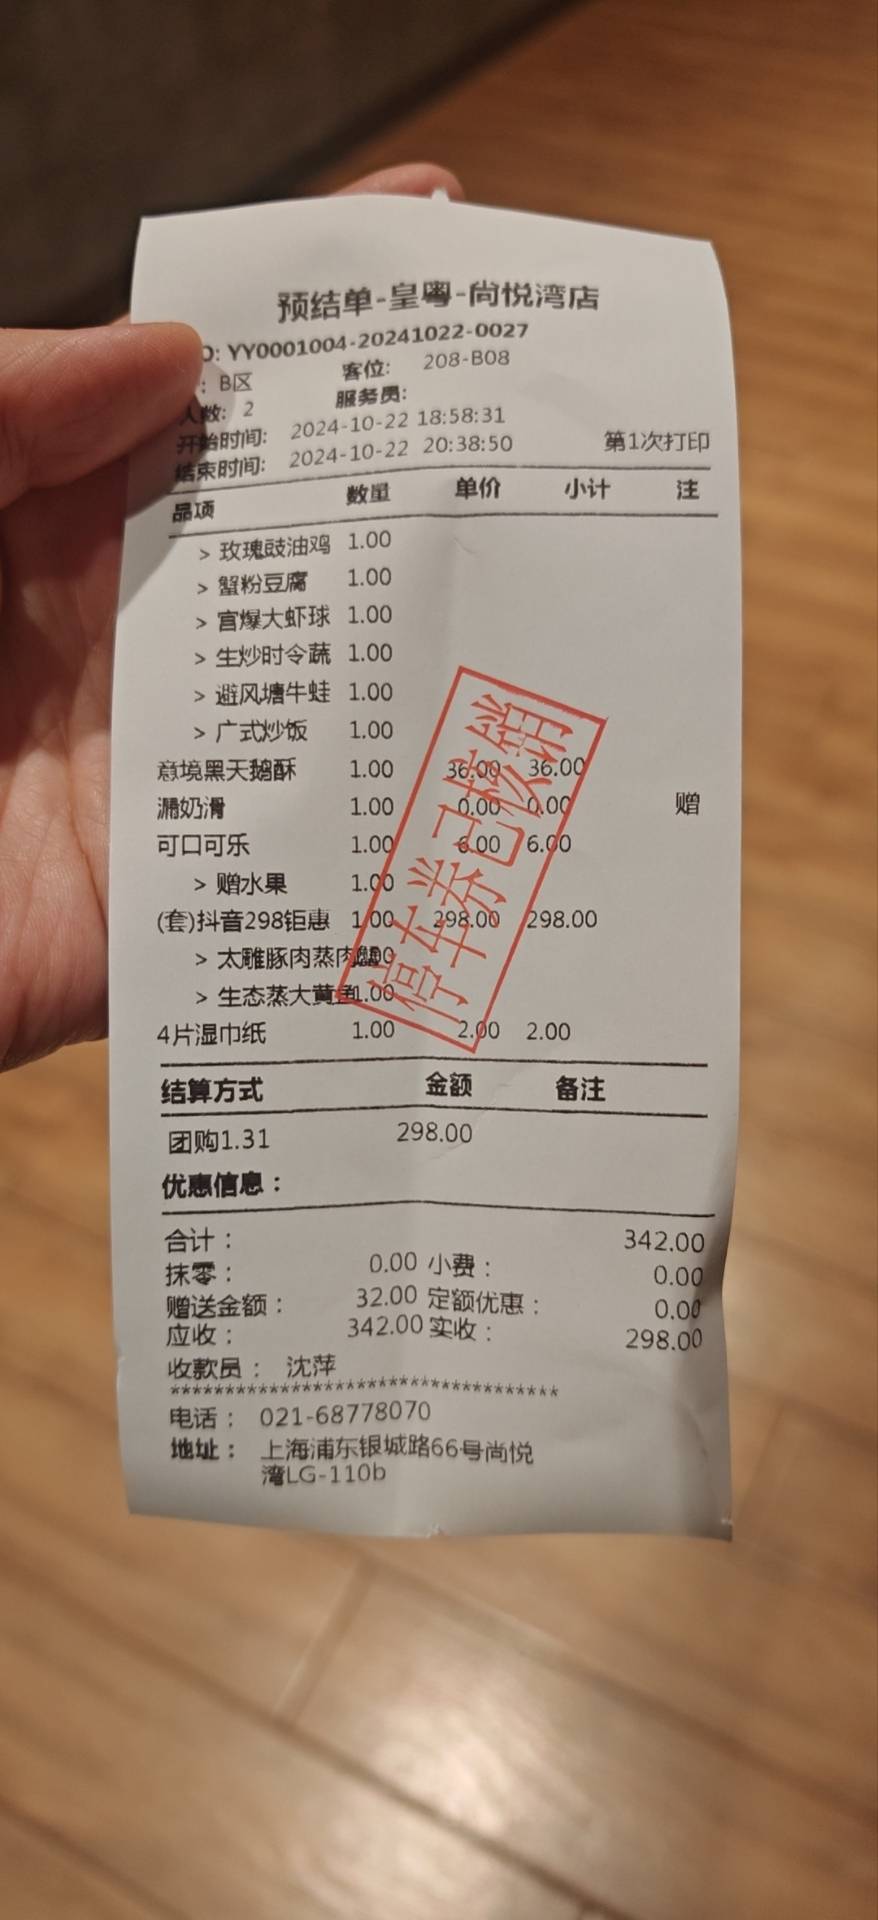 预结单-皇粤-尚悦湾店
O: YY0001004-20241022-0027
: B区 客位: 208-B08
人数: 2 服务员:
开始时间: 2024-10-22 18:58:31
结束时间: 2024-10-22 20:38:50 第1次打印
品项 数量 单价 小计 注
> 玫瑰豉油鸡 1.00
> 蟹粉豆腐 1.00
> 宫爆大虾球 1.00
> 生炒时令蔬 1.00
> 避风塘牛蛙 1.00
> 广式炒饭 1.00
意境黑天鹅酥 1.00 36.00 36.00
漏奶滑 1.00 0.00 0.00 赠
可口可乐 1.00 6.00 6.00
> 赠水果 1.00
(套)抖音298钜惠 1.00 298.00 298.00
> 太雕豚肉蒸肉
> 生态蒸大黄鱼1.00
4片湿巾纸 1.00 2.00 2.00
停车券已核销
结算方式 金额 备注
团购1.31 298.00
优惠信息：
合计： 342.00
抹零： 0.00 小费： 0.00
赠送金额： 32.00 定额优惠： 0.00
应收： 342.00 实收： 298.00
收款员： 沈萍
***********************************
电话： 021-68778070
地址： 上海浦东银城路66号尚悦
湾LG-110b